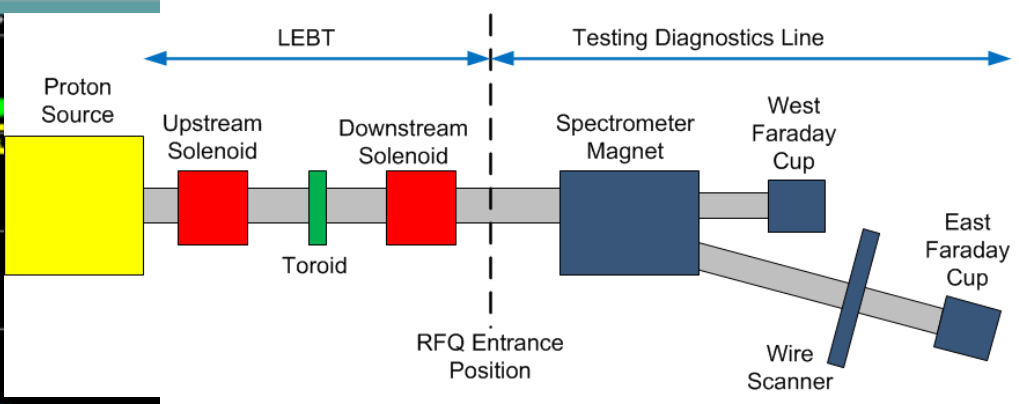 LEBT
Testing Diagnostics Line
Proton
Source
Upstream
Solenoid
Toroid
Downstream
Solenoid
RFQ Entrance
Position
Spectrometer
Magnet
West
Faraday
Cup
Wire
Scanner
East
Faraday
Cup